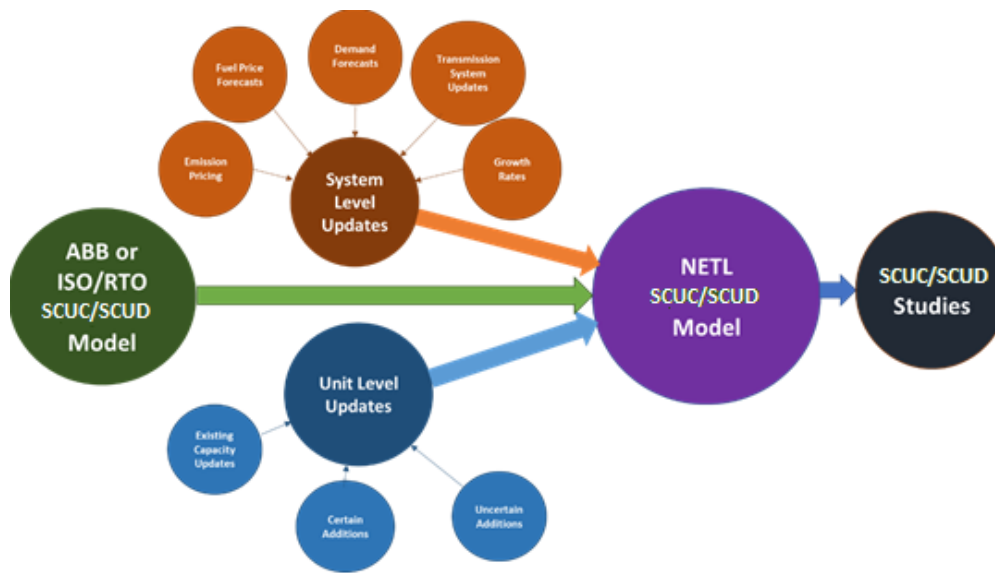 Demand
Forecasts
Fuel Price
Forecasts
Transmission
System
Updates
Emission
Pricing
Growth
Rates
System
Level
Updates
ABB or
ISO/RTO
SCUC/SCUD
Model
NETL
SCUC/SCUD
Model
SCUC/SCUD
Studies
Unit Level
Updates
Existing
Capacity
Updates
Certain
Additions
Uncertain
Additions